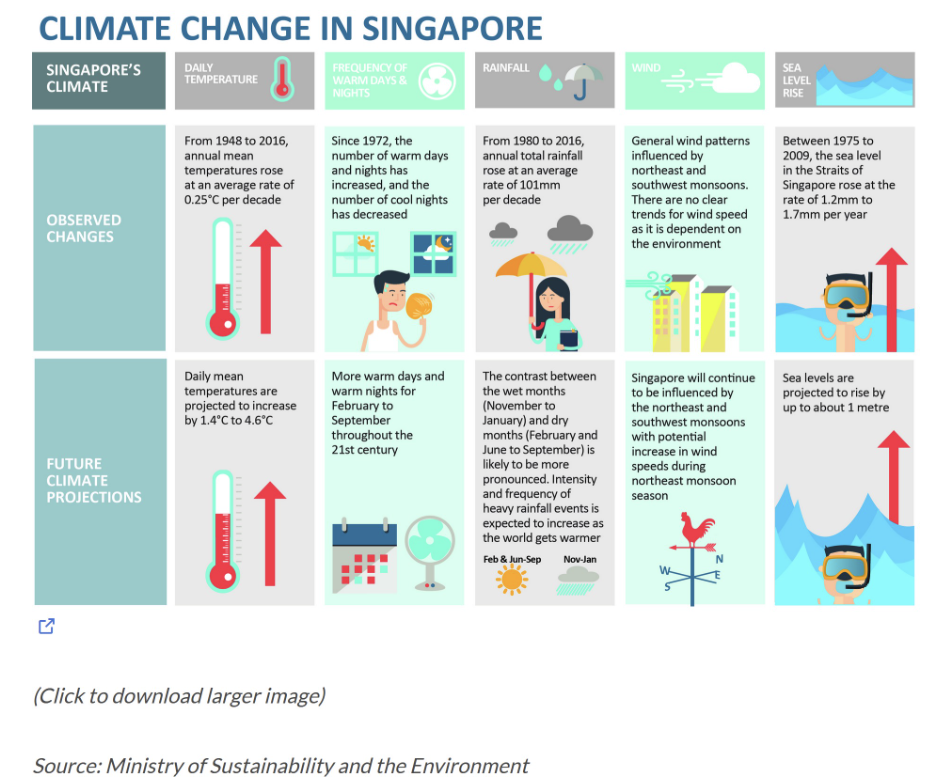 CLIMATE CHANGE IN SINGAPORE
SINGAPORE'S
CLIMATE
DAILY
TEMPERATURE
FREQUENCY OF
WARM DAYS &
NIGHTS
RAINFALL
WIND
SEA
LEVEL
RISE
OBSERVED
CHANGES
From 1948 to 2016,
annual mean
temperatures rose
at an average rate of
0.25°C per decade
Since 1972, the
number of warm days
and nights has
increased, and the
number of cool nights
has decreased
From 1980 to 2016,
annual total rainfall
rose at an average
rate of 101mm
per decade
General wind patterns
influenced by
northeast and
southwest monsoons.
There are no clear
trends for wind speed
as it is dependent on
the environment
Between 1975 to
2009, the sea level
in the Straits of
Singapore rose at the
rate of 1.2mm to
1.7mm per year
FUTURE
CLIMATE
PROJECTIONS
Daily mean
temperatures are
projected to increase
by 1.4°C to 4.6°C
More warm days and
warm nights for
February to
September
throughout the
21st century
The contrast between
the wet months
(November to
January) and dry
months (February and
June to September) is
likely to be more
pronounced. Intensity
and frequency of
heavy rainfall events is
expected to increase as
the world gets warmer
Feb & Jun-Sep
Nov-Jan
Singapore will continue
to be influenced by
the northeast and
southwest monsoons
with potential
increase in wind
speeds during
northeast monsoon
season
N
W
E
S
Sea levels are
projected to rise by
up to about 1 metre
(Click to download larger image)
Source: Ministry of Sustainability and the Environment